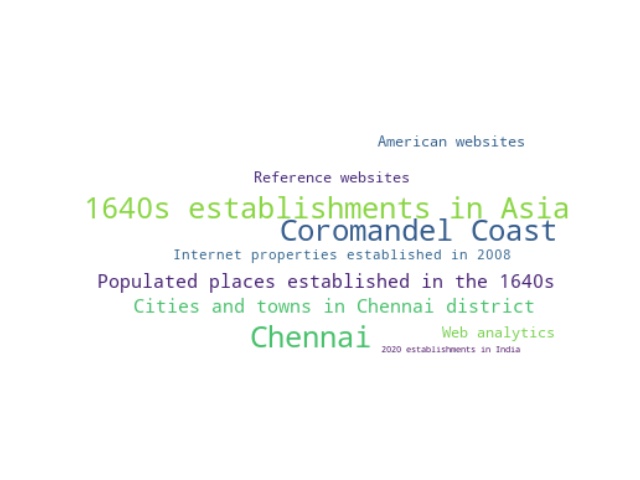 American websites
Reference websites
1640s establishments in Asia
Coromandel Coast
Internet properties established in 2008
Populated places established in the 1640s
Cities and towns in Chennai district
Chennai
Web analytics
2020 establishments in India